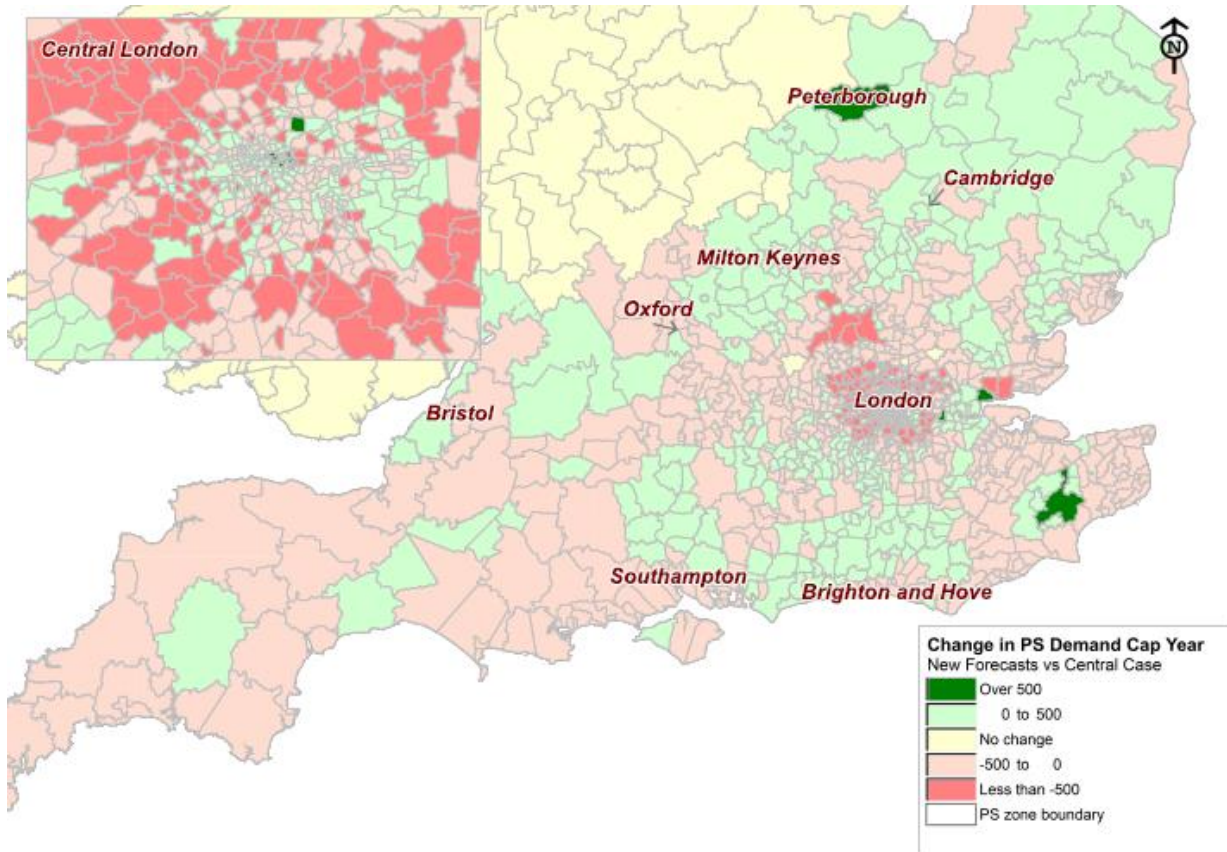 Central London
N
Peterborough
Cambridge
Milton Keynes
Oxford
Bristol
London
Southampton
Brighton and Hove
Change in PS Demand Cap Year
New Forecasts vs Central Case
Over 500
0 to 500
No change
-500 to 0
Less than -500
PS zone boundary